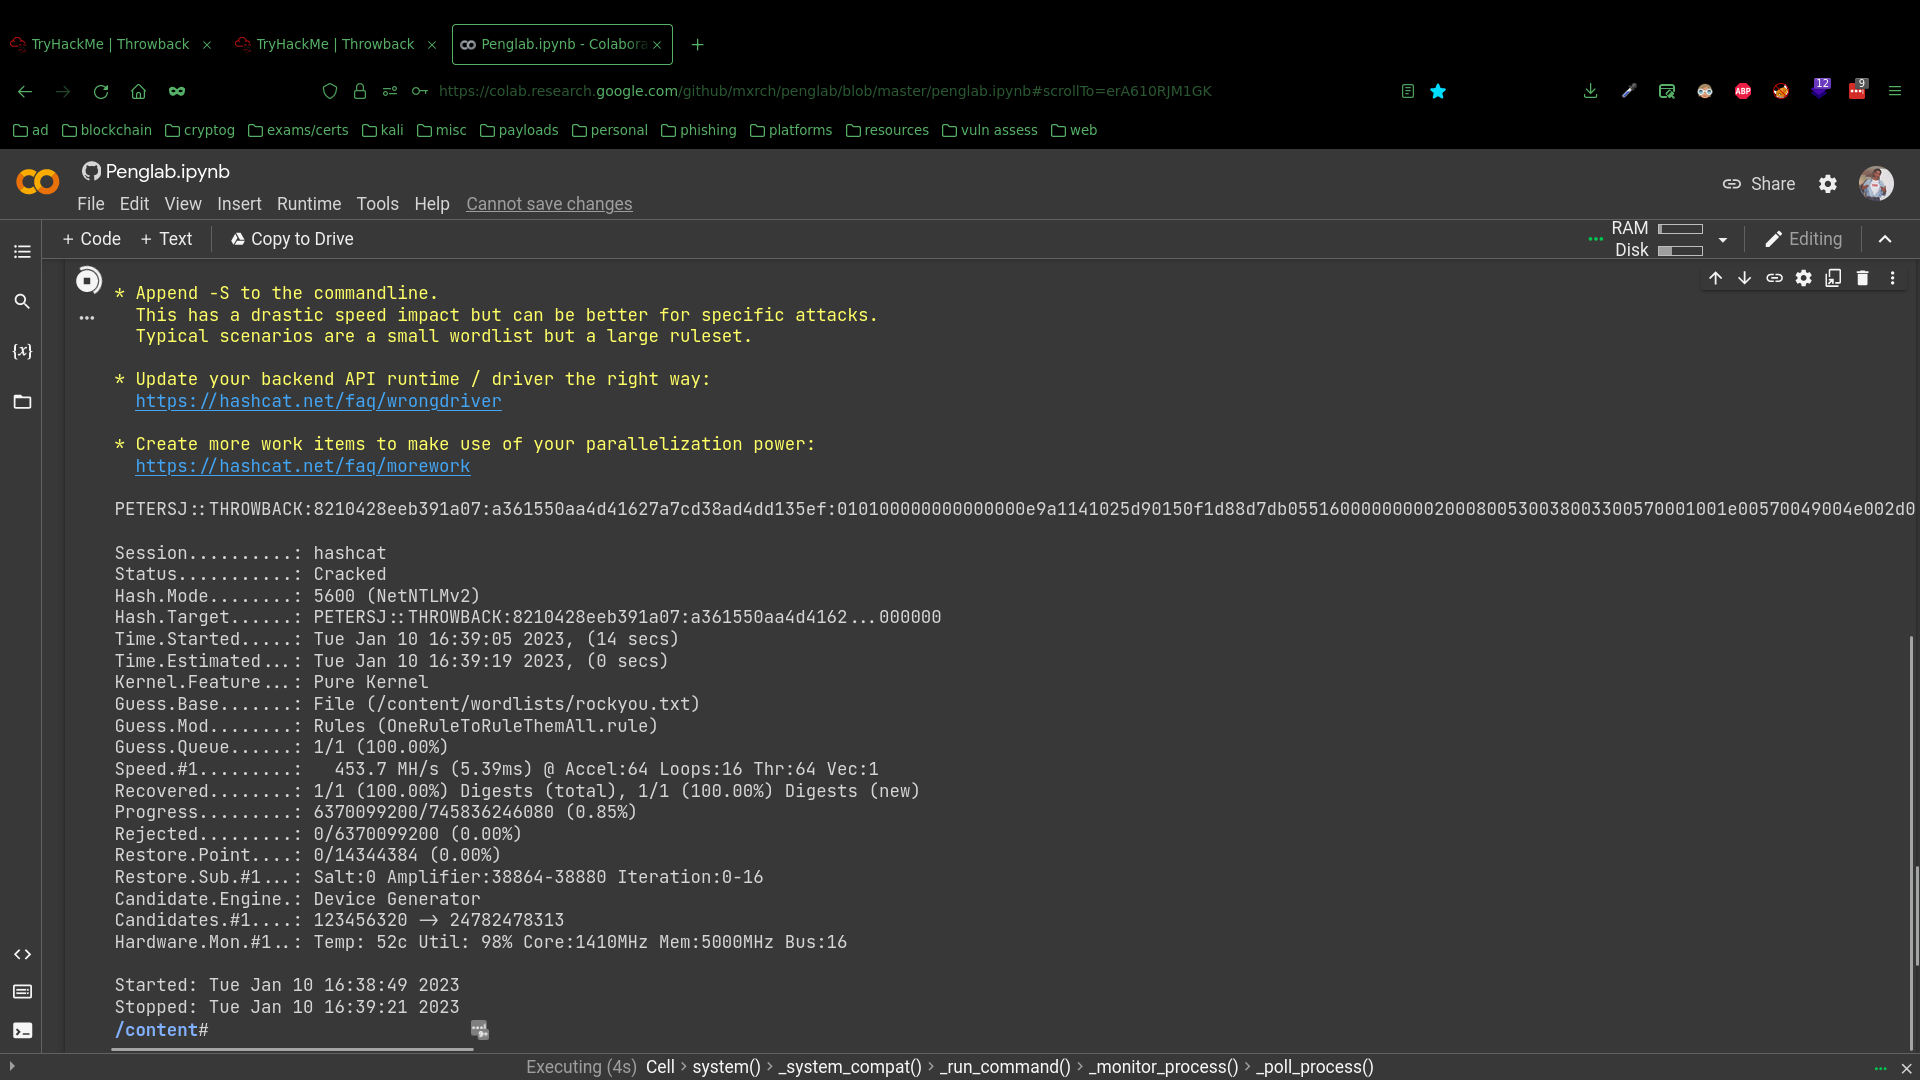 TryHackMe | Throwback
TryHackMe | Throwback
Penglab.ipynb - Colabora
https://colab.research.google.com/github/mxrch/penglab/blob/master/penglab.ipynb#scrollTo=erA610RJM1GK
ABP
12
9
ad
blockchain
cryptog
exams/certs
kali
misc
payloads
personal
phishing
platforms
resources
vuln assess
web
Penglab.ipynb
Share
File Edit View Insert Runtime Tools Help Cannot save changes
+ Code + Text
Copy to Drive
RAM
Disk
Editing
{x}
* Append -S to the commandline.
This has a drastic speed impact but can be better for specific attacks.
Typical scenarios are a small wordlist but a large ruleset.
* Update your backend API runtime / driver the right way:
https://hashcat.net/faq/wrongdriver
* Create more work items to make use of your parallelization power:
https://hashcat.net/faq/morework
PETERSJ::THROWBACK:8210428eeb391a07:a361550aa4d41627a7cd38ad4dd135ef:010100000000000000e9a1141025d90150f1d88d7db0551600000000020008005300380033005​70001001e00570049004e002d0
Session..........: hashcat
Status...........: Cracked
Hash.Mode........: 5600 (NetNTLMv2)
Hash.Target......: PETERSJ::THROWBACK:8210428eeb391a07:a361550aa4d4162...000000
Time.Started.....: Tue Jan 10 16:39:05 2023, (14 secs)
Time.Estimated...: Tue Jan 10 16:39:19 2023, (0 secs)
Kernel.Feature...: Pure Kernel
Guess.Base.......: File (/content/wordlists/rockyou.txt)
Guess.Mod........: Rules (OneRuleToRuleThemAll.rule)
Guess.Queue......: 1/1 (100.00%)
Speed.#1.........:   453.7 MH/s (5.39ms) @ Accel:64 Loops:16 Thr:64 Vec:1
Recovered........: 1/1 (100.00%) Digests (total), 1/1 (100.00%) Digests (new)
Progress.........: 6370099200/745836246080 (0.85%)
Rejected.........: 0/6370099200 (0.00%)
Restore.Point....: 0/14344384 (0.00%)
Restore.Sub.#1...: Salt:0 Amplifier:38864-38880 Iteration:0-16
Candidate.Engine.: Device Generator
Candidates.#1....: 123456320 -> 24782478313
Hardware.Mon.#1..: Temp: 52c Util: 98% Core:1410MHz Mem:5000MHz Bus:16
Started: Tue Jan 10 16:38:49 2023
Stopped: Tue Jan 10 16:39:21 2023
/content#
Executing (4s) Cell > system() > _system_compat() > _run_command() > _monitor_process() > _poll_process()